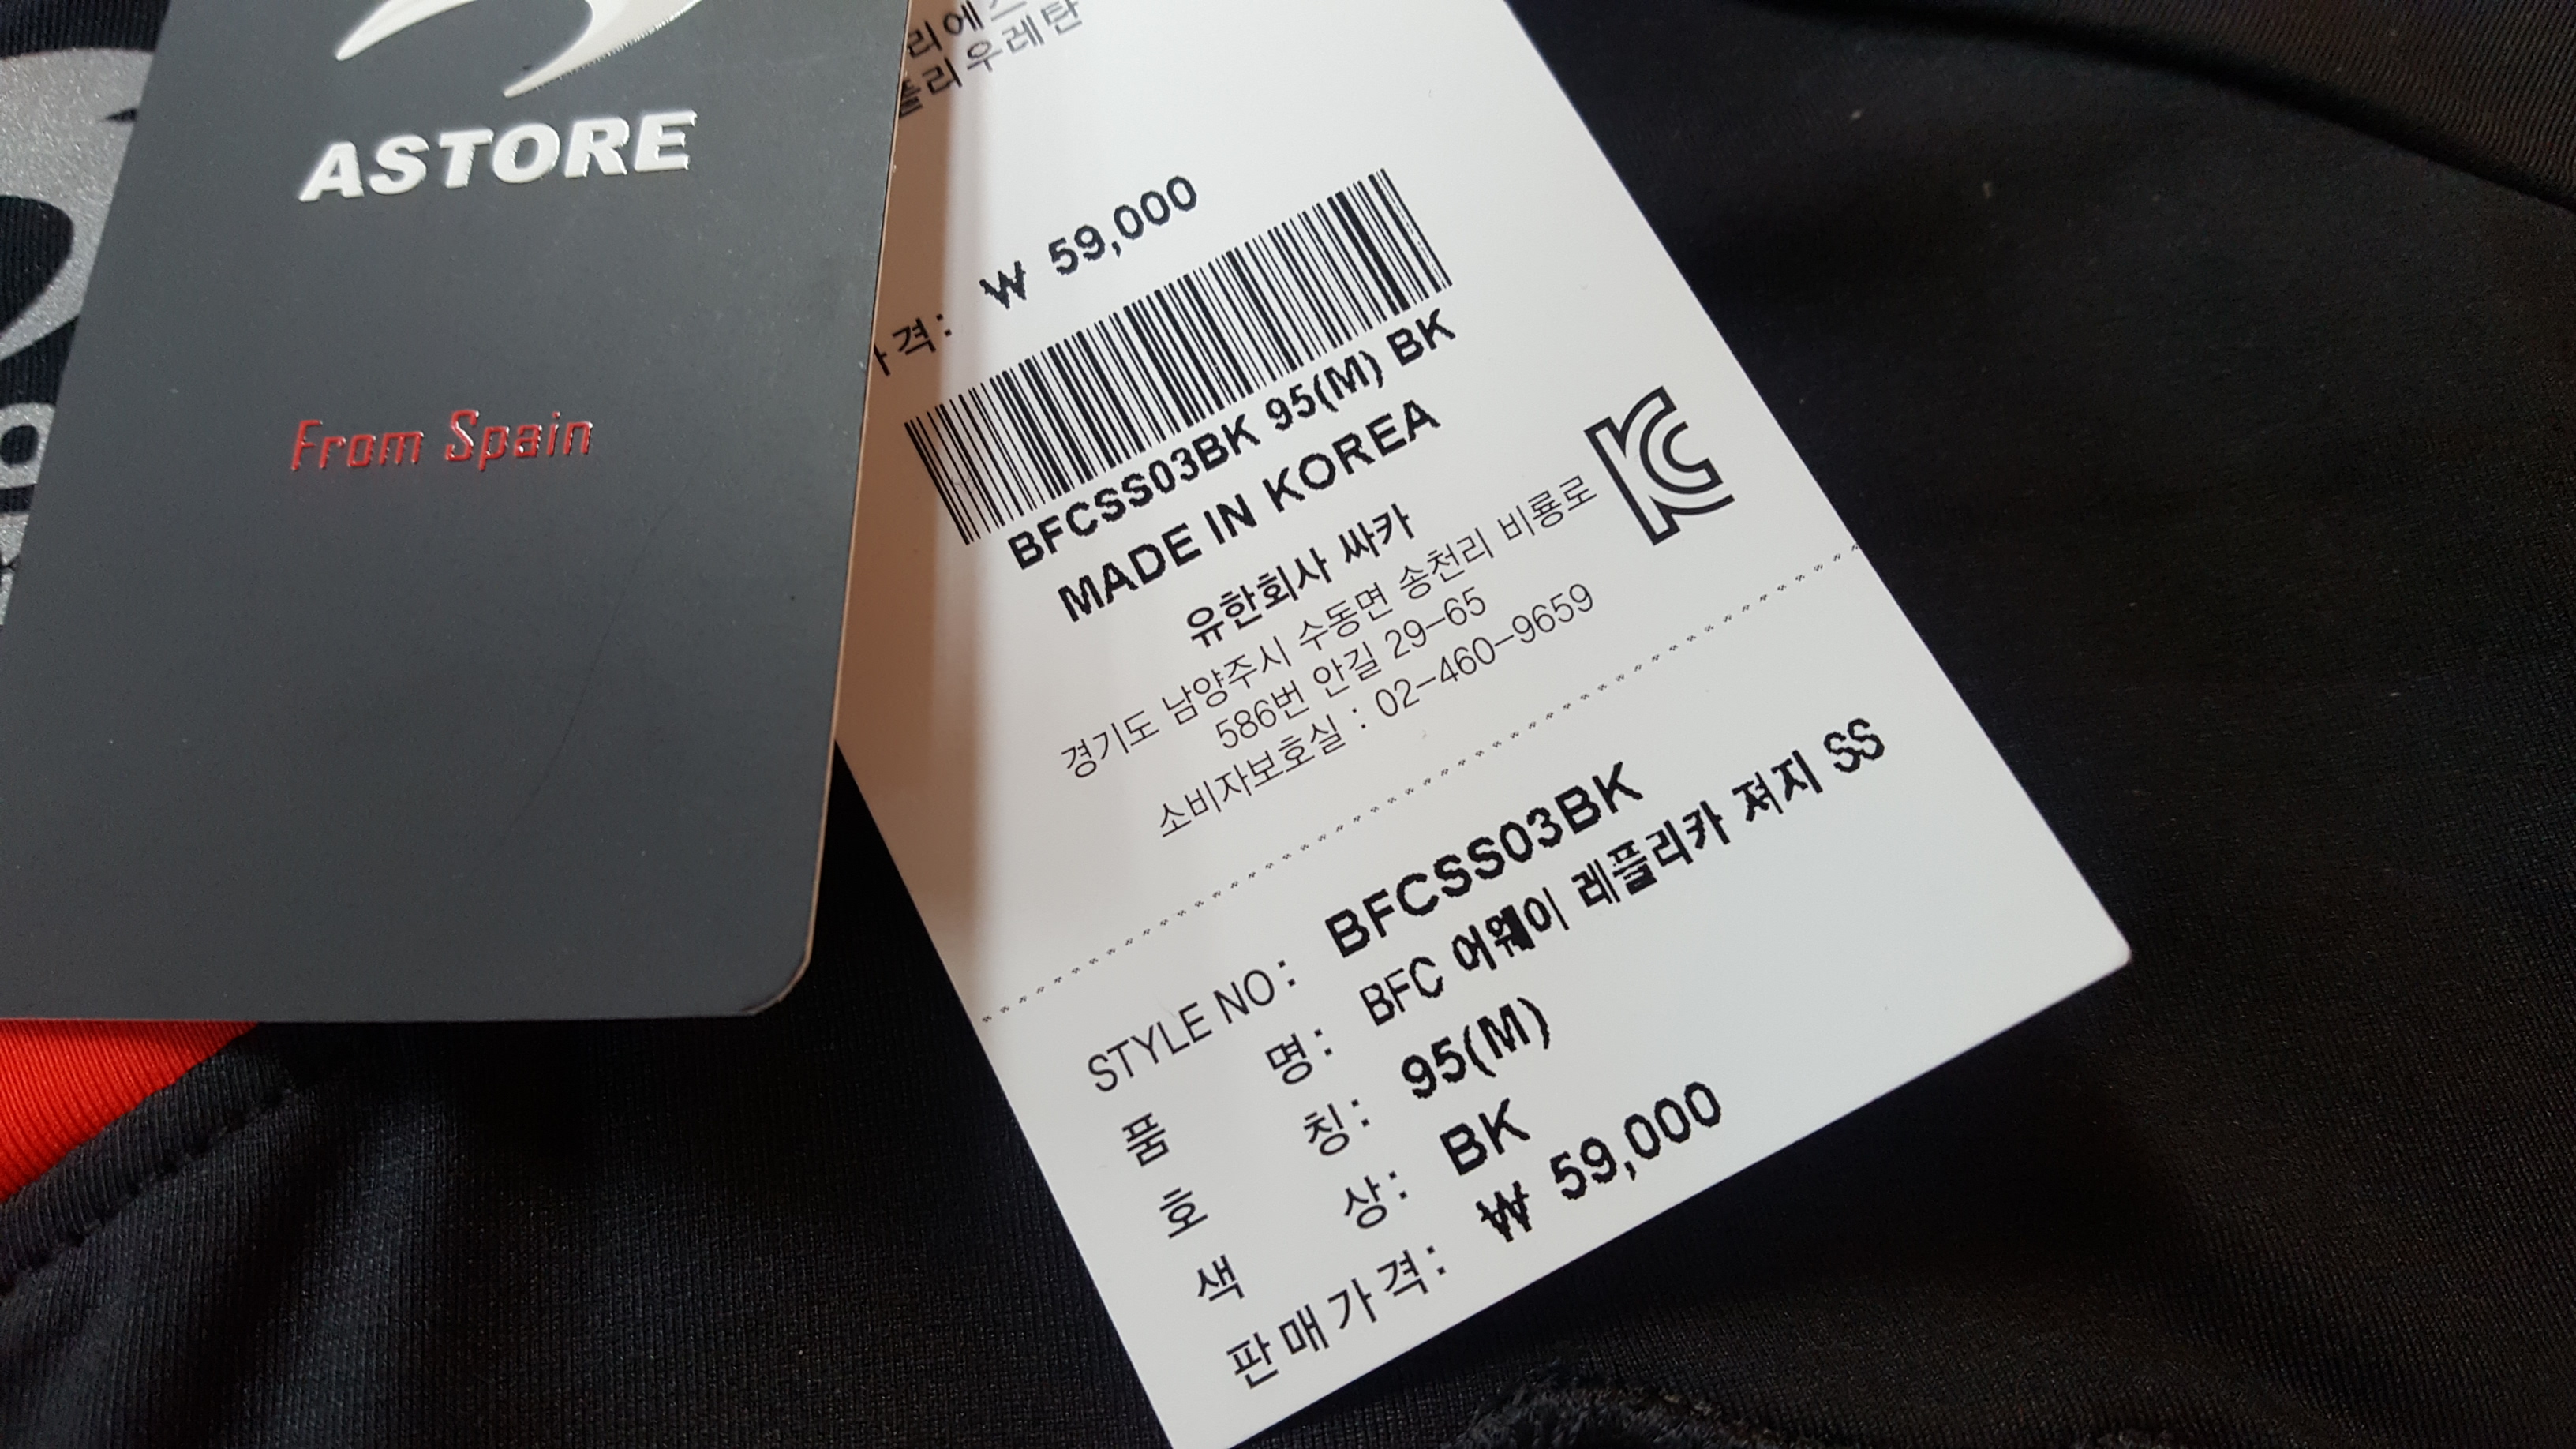 ASTORE
From Spain
리에스
폴리우레탄
가격: ₩ 59,000
BFCSS03BK 95(M) BK
MADE IN KOREA
유한회사 싸카
경기도 남양주시 수동면 송천리 비룡로
586번 안길 29-65
소비자보호실 : 02-460-9659
STYLE NO: BFCSS03BK
품 명: BFC 어웨이 레플리카 져지 SS
호 칭: 95(M)
색 상: BK
판매가격: ₩ 59,000